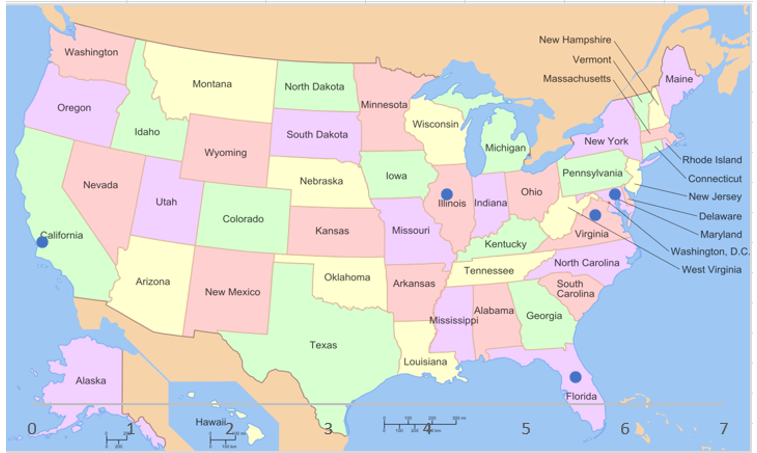 New Hampshire
Vermont
Massachusetts
Washington
Maine
Montana
North Dakota
Minnesota
Oregon
Idaho
Wisconsin
South Dakota
Michigan
New York
Wyoming
Rhode Island
Connecticut
Pennsylvania
Iowa
Nebraska
Nevada
New Jersey
Ohio
Utah
Illinois
Indiana
Delaware
Colorado
California
Kansas
Missouri
Virginia
Maryland
Kentucky
Washington, D.C.
North Carolina
West Virginia
Tennessee
Oklahoma
Arizona
Arkansas
New Mexico
South
Carolina
Alabama
Georgia
Mississippi
Texas
Louisiana
Alaska
Florida
Hawaii
0 1 2 3 4 5 6 7